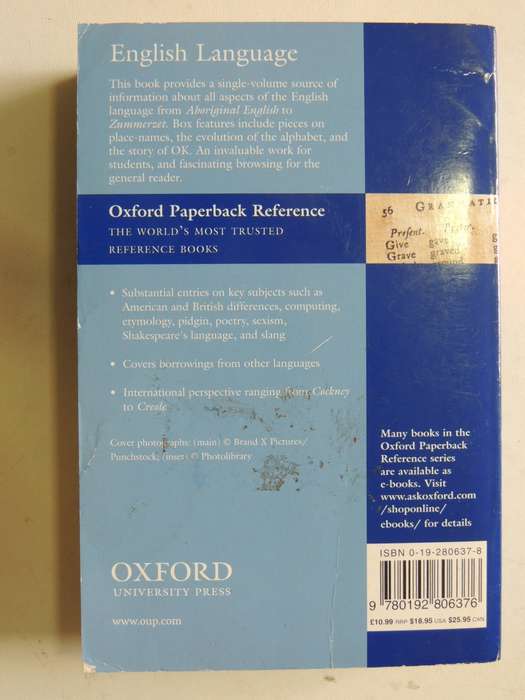 English Language
This book provides a single-volume source of
information about all aspects of the English
language from Aboriginal English to
Zummerzet. Box features include pieces on
place-names, the evolution of the alphabet, and
the story of OK. An invaluable work for
students, and fascinating browsing for the
general reader.
Oxford Paperback Reference
THE WORLD'S MOST TRUSTED
REFERENCE BOOKS
56 GRAMMATI
Present. Preter.
Give gave g
Grave graved g
• Substantial entries on key subjects such as
American and British differences, computing,
etymology, pidgin, poetry, sexism,
Shakespeare's language, and slang
• Covers borrowings from other languages
• International perspective ranging from Cockney
to Creole
Cover photographs: (main) © Brand X Pictures/
Punchstock; (inset) © Photolibrary
Many books in the
Oxford Paperback
Reference series
are available as
e-books. Visit
www.askoxford.com
/shoponline/
ebooks/ for details
OXFORD
UNIVERSITY PRESS
www.oup.com
ISBN 0-19-280637-8
9 780192 806376
£10.99 RRP $18.95 USA $25.95 CAN